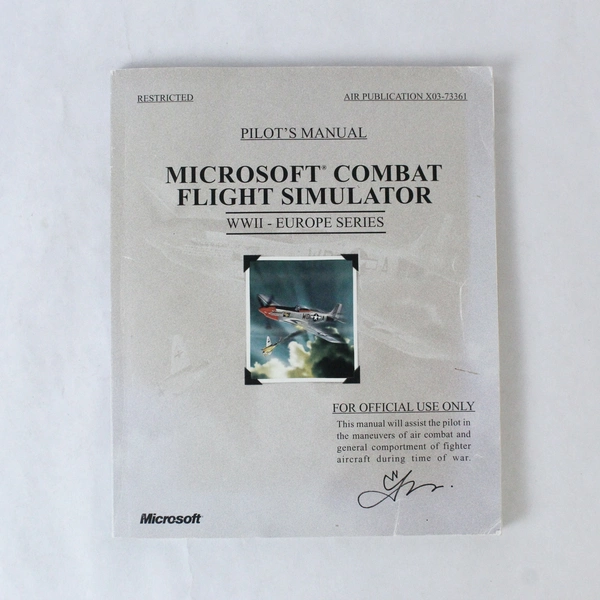 RESTRICTED
AIR PUBLICATION X03-73361
PILOT'S MANUAL
MICROSOFT® COMBAT
FLIGHT SIMULATOR
WWII - EUROPE SERIES
FOR OFFICIAL USE ONLY
This manual will assist the pilot in
the maneuvers of air combat and
general comportment of fighter
aircraft during time of war.
Microsoft